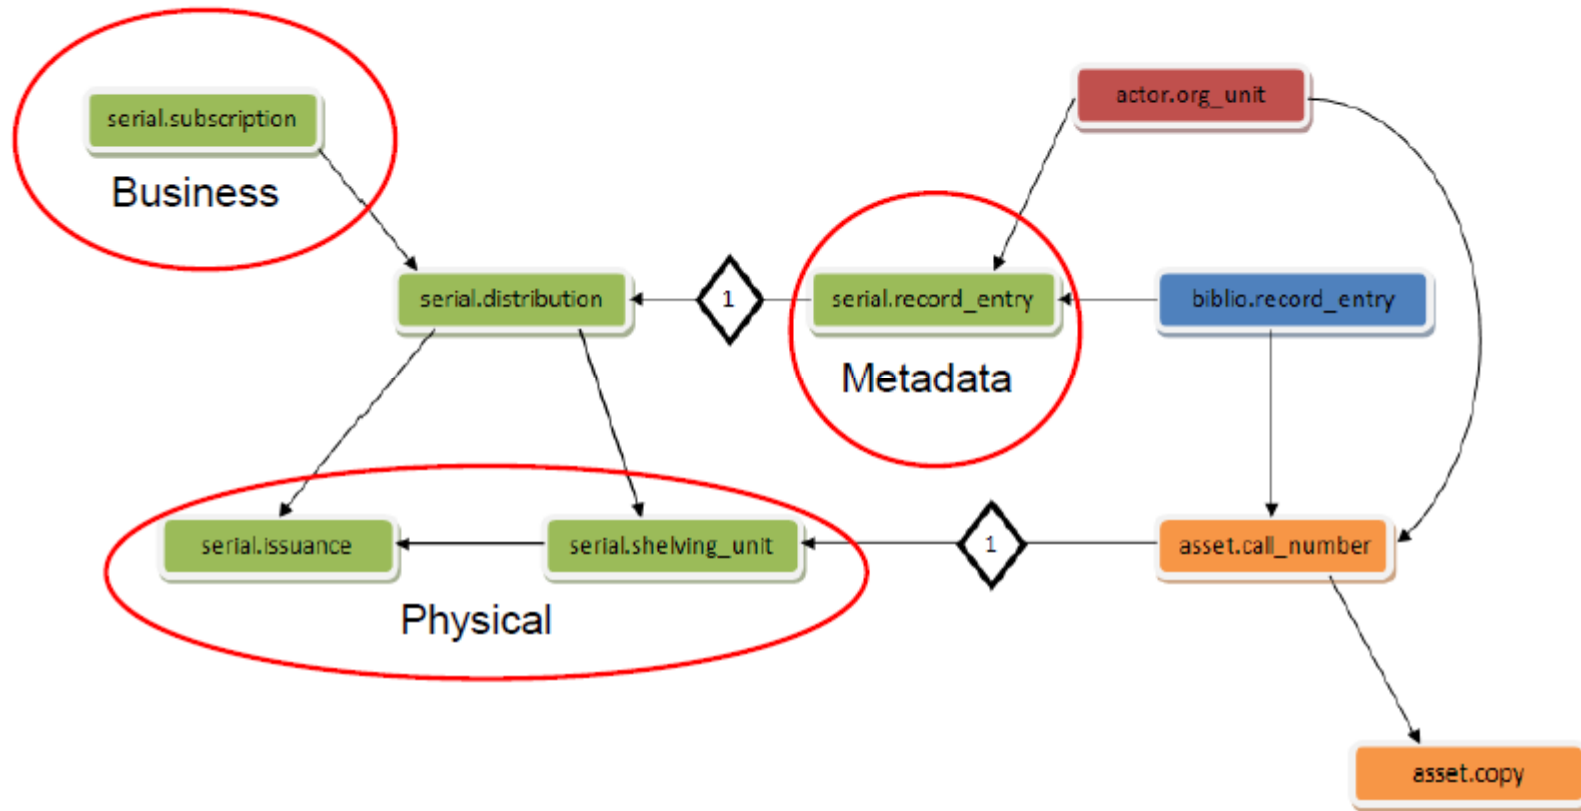 serial.subscription
Business
actor.org_unit
serial.distribution
1
serial.record_entry
biblio.record_entry
Metadata
serial.issuance
serial.shelving_unit
1
asset.call_number
Physical
asset.copy